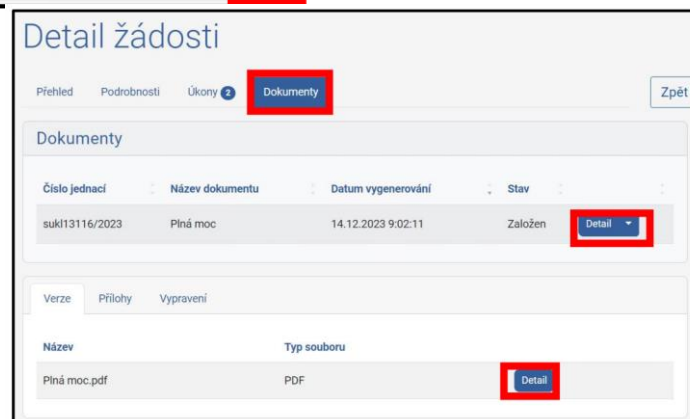 Detail žádosti
Přehled Podrobnosti Úkony 2 Dokumenty Zpět
Dokumenty
Číslo jednací Název dokumentu Datum vygenerování Stav
sukl13116/2023 Plná moc 14.12.2023 9:02:11 Založen Detail
Verze Přílohy Vypravení
Název Typ souboru
Plná moc.pdf PDF Detail